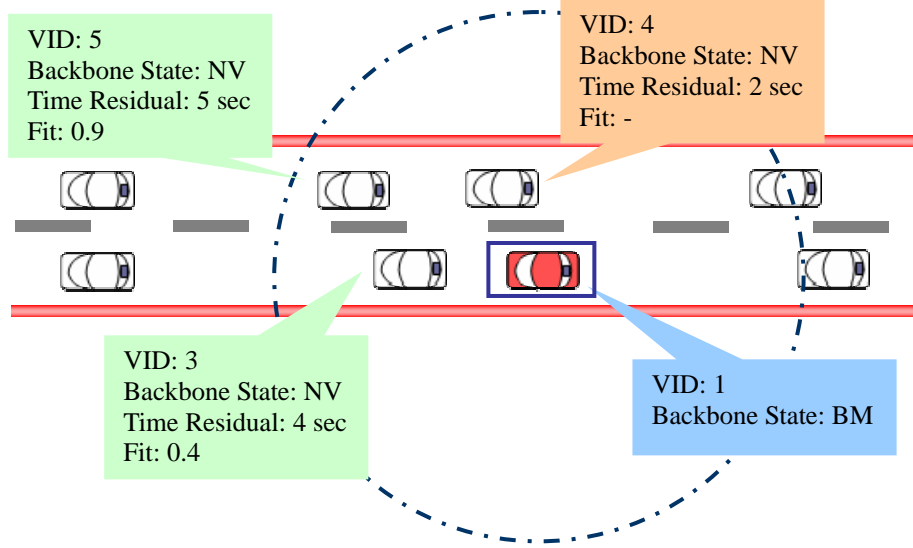 VID: 5
Backbone State: NV
Time Residual: 5 sec
Fit: 0.9
VID: 4
Backbone State: NV
Time Residual: 2 sec
Fit: -
VID: 3
Backbone State: NV
Time Residual: 4 sec
Fit: 0.4
VID: 1
Backbone State: BM